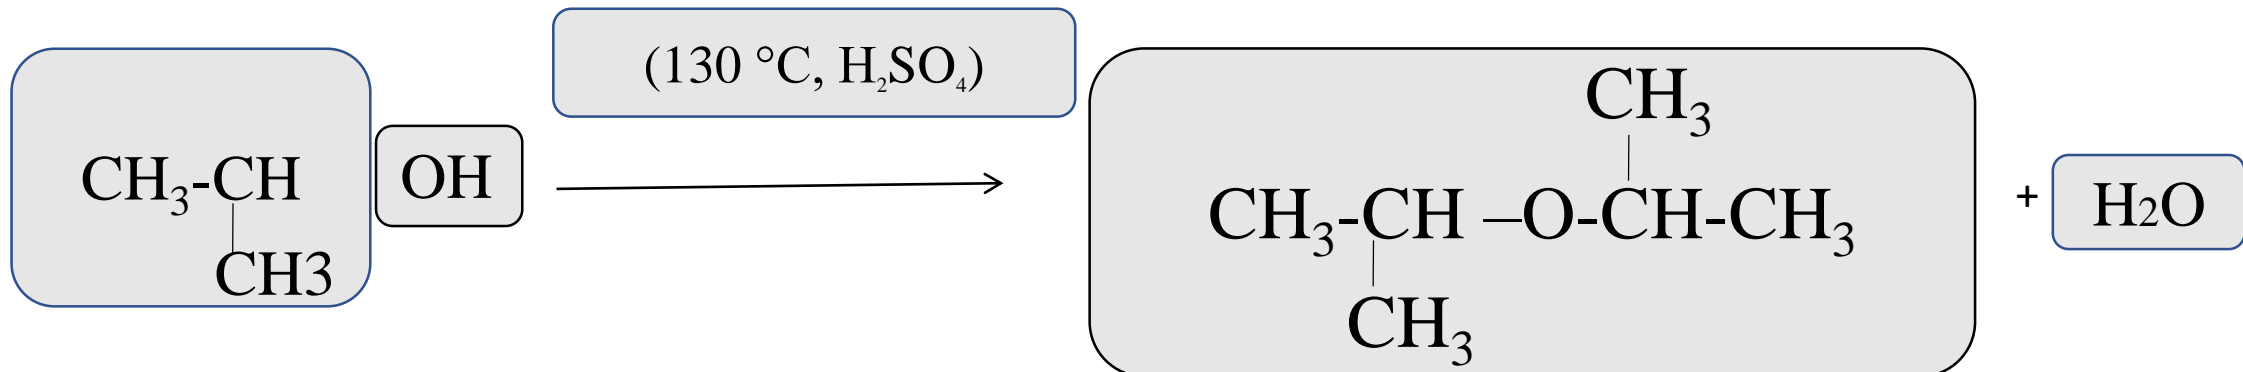 (130 °C, H₂SO₄)
CH₃
CH₃-CH OH
CH₃-CH –O-CH-CH₃ + H2O
CH3
CH₃